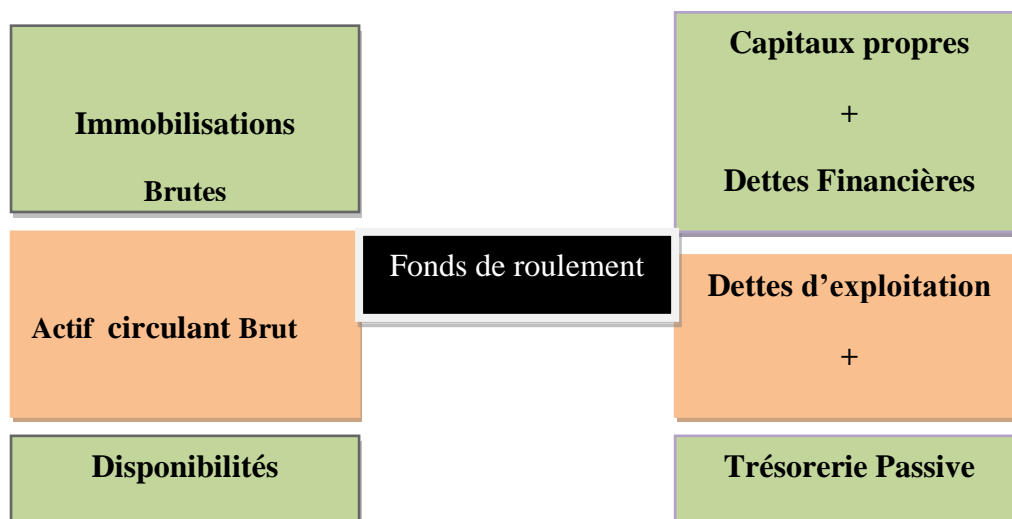 Immobilisations
Brutes
Actif circulant Brut
Disponibilités
Fonds de roulement
Capitaux propres
+
Dettes Financières
Dettes d’exploitation
+
Trésorerie Passive